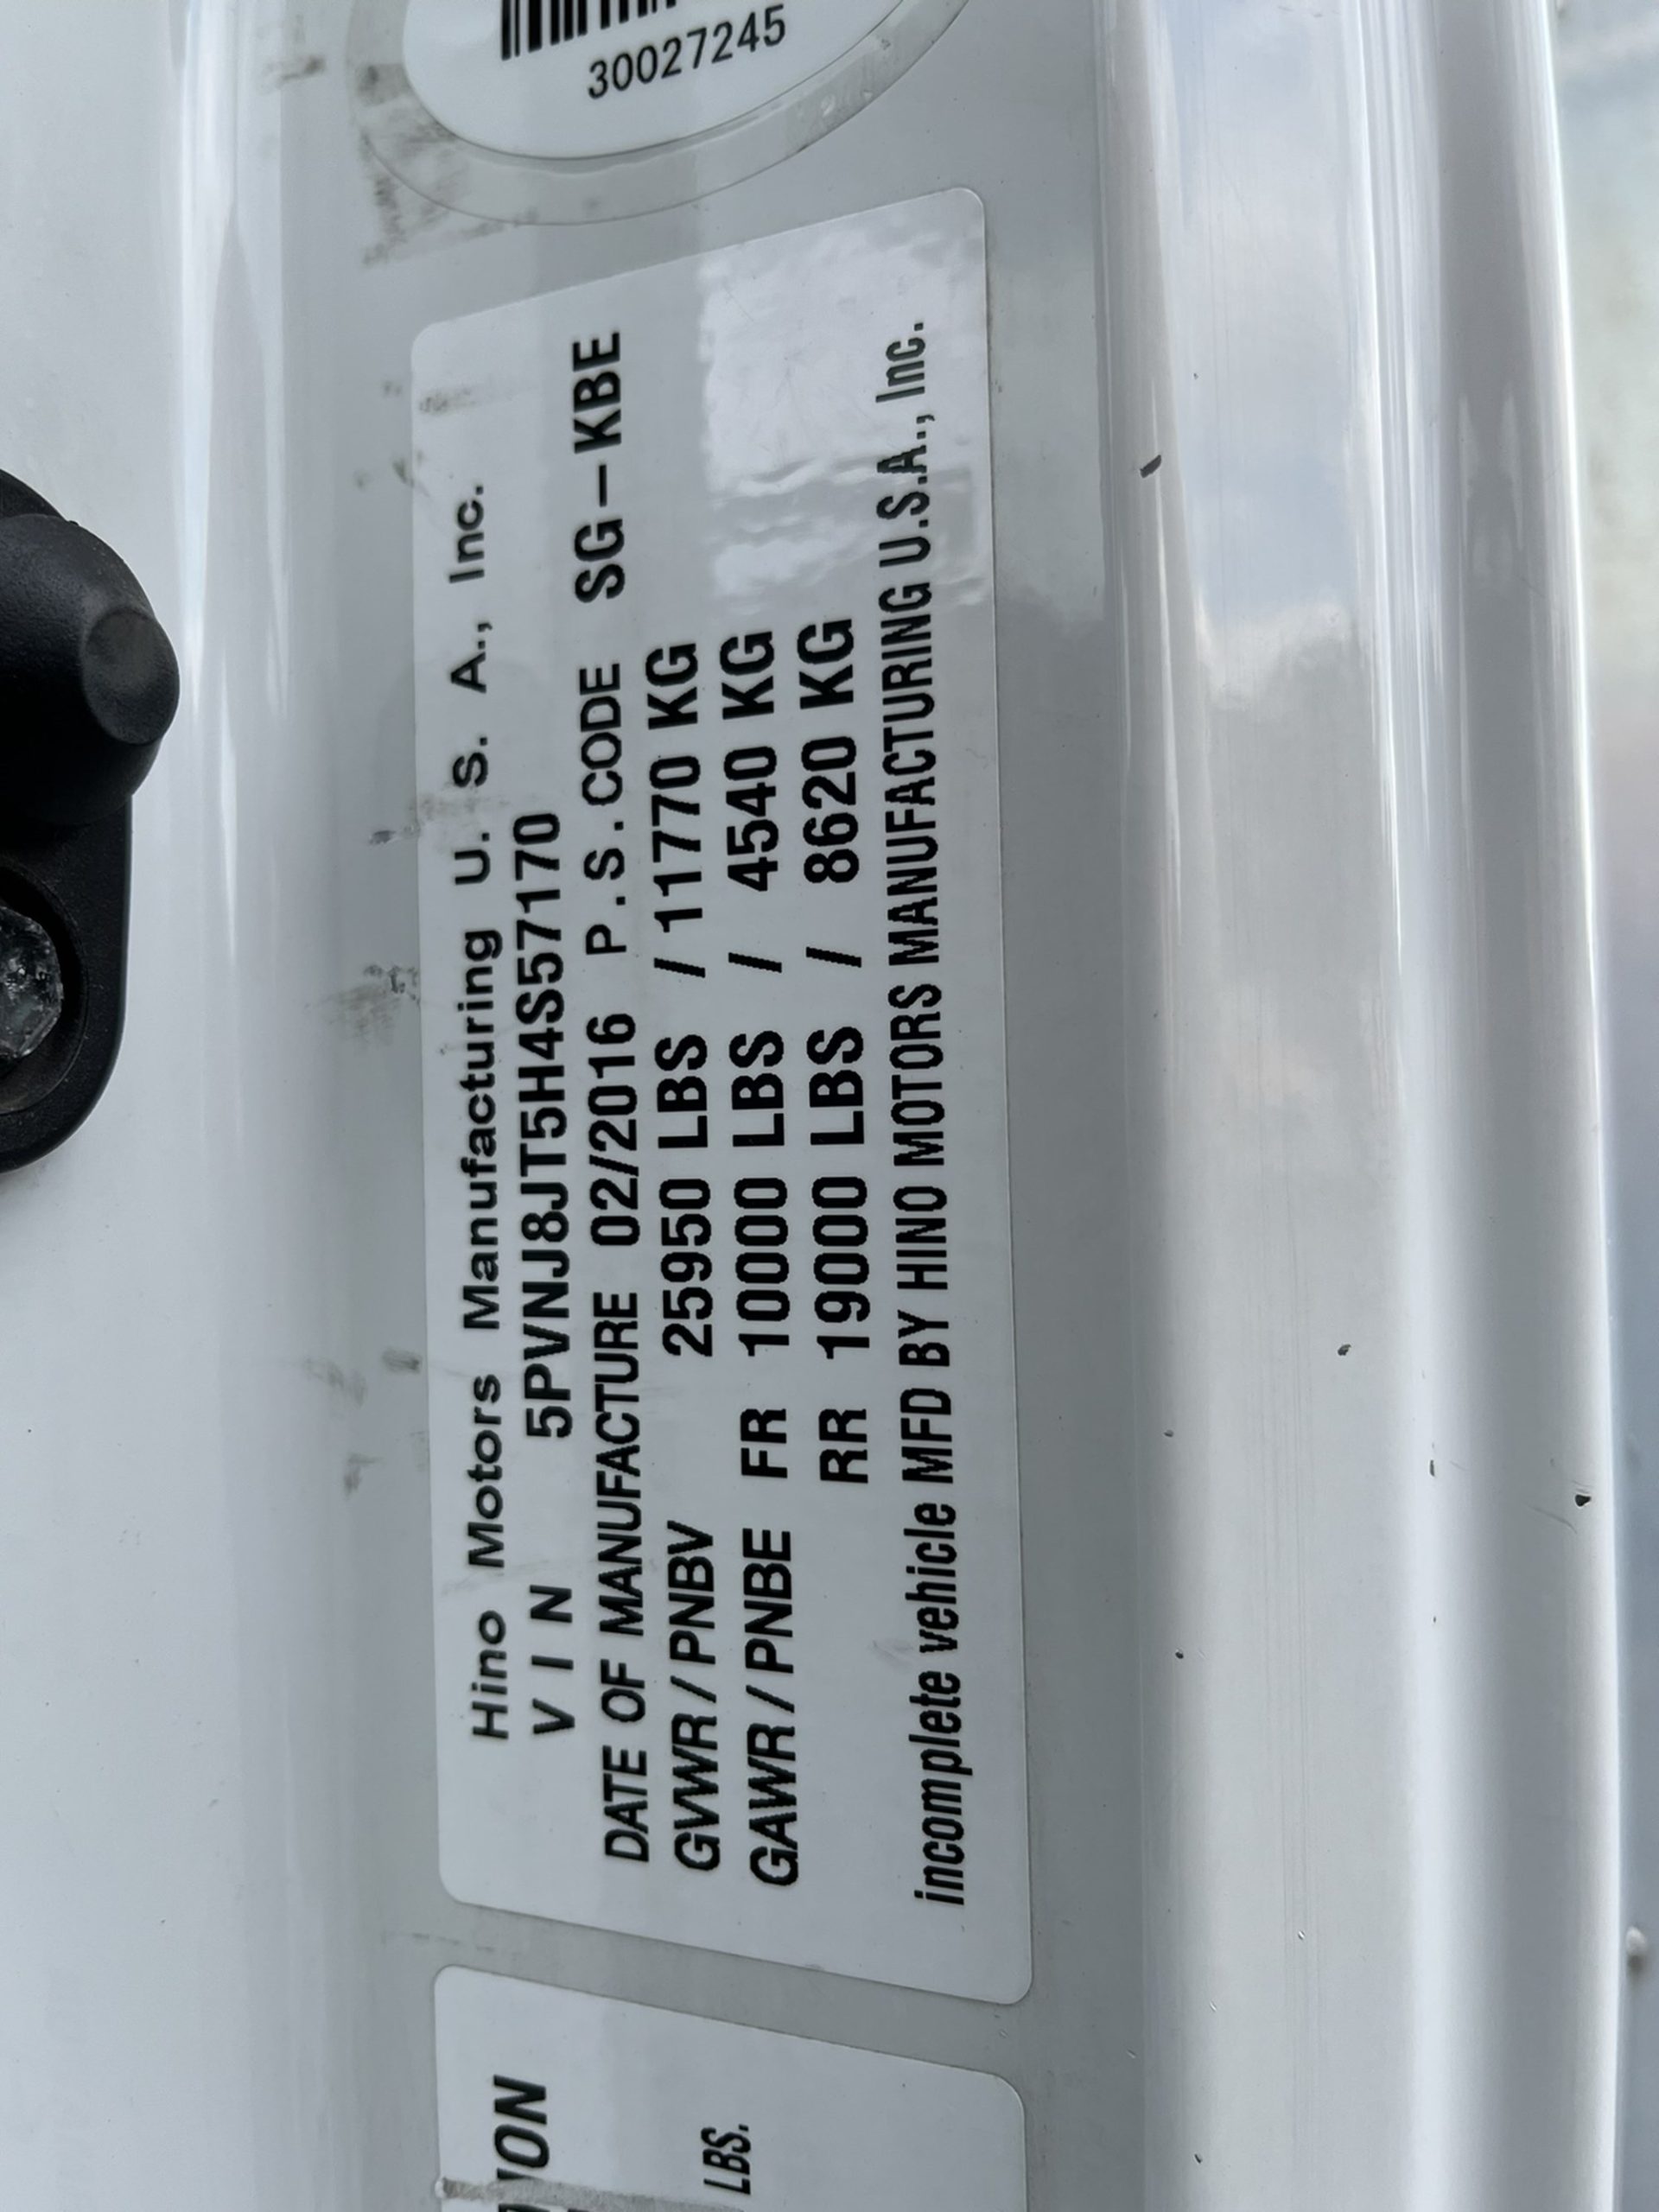 30027245
Hino Motors Manufacturing U. S. A., Inc.
V I N 5PVNJ8JT5H4S57170
DATE OF MANUFACTURE 02/2016 P.S.CODE SG-KBE
GVWR / PNBV 25950 LBS / 11770 KG
GAWR / PNBE FR 10000 LBS / 4540 KG
RR 19000 LBS / 8620 KG
incomplete vehicle MFD BY HINO MOTORS MANUFACTURING U.S.A., Inc.
LBS.